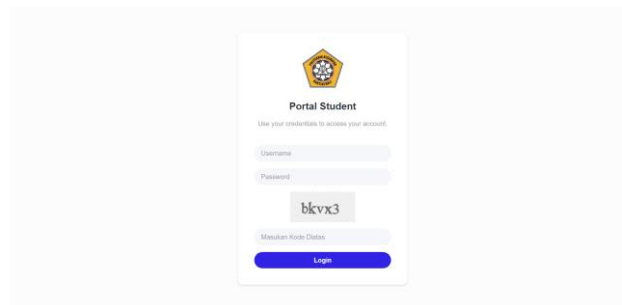 Portal Student
Use your credentials to access your account.
Username
Password
bkvx3
Masukan Kode Diatas
Login